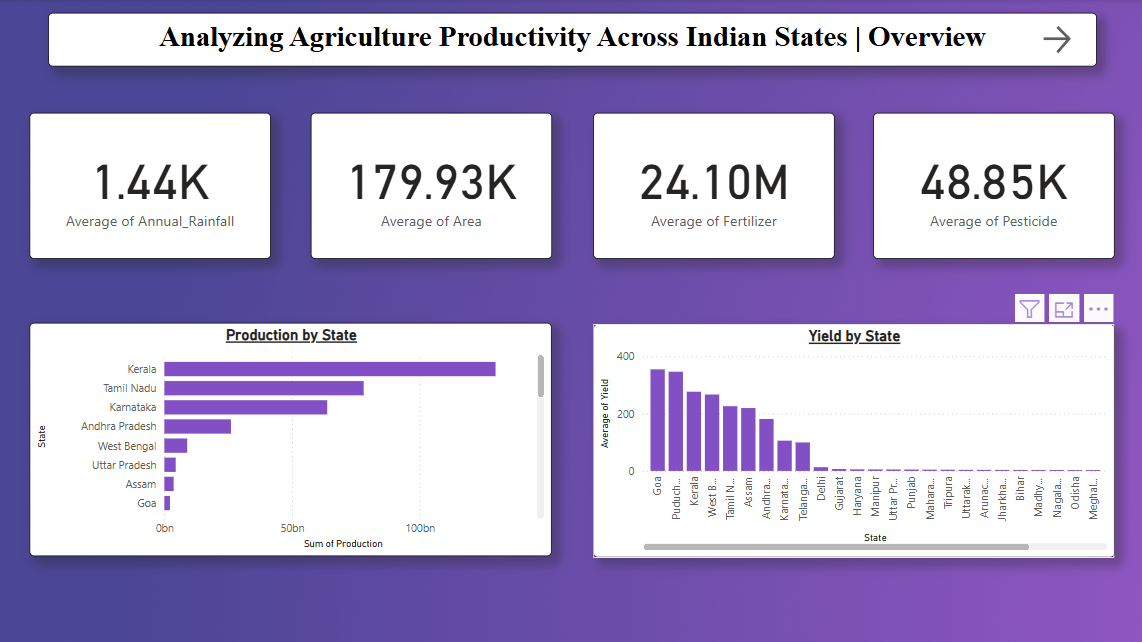 Analyzing Agriculture Productivity Across Indian States | Overview
1.44K
Average of Annual_Rainfall
179.93K
Average of Area
24.10M
Average of Fertilizer
48.85K
Average of Pesticide
Production by State
State
Kerala
Tamil Nadu
Karnataka
Andhra Pradesh
West Bengal
Uttar Pradesh
Assam
Goa
0bn 50bn 100bn
Sum of Production
Yield by State
Average of Yield
400
200
0
Goa
Puduch...
Kerala
West B...
Tamil N...
Assam
Andhra...
Karnata...
Telanga...
Delhi
Gujarat
Haryana
Manipur
Uttar Pr...
Punjab
Mahara...
Tripura
Uttarak...
Arunac...
Jharkha...
Bihar
Madhy...
Nagala...
Odisha
Meghal...
State